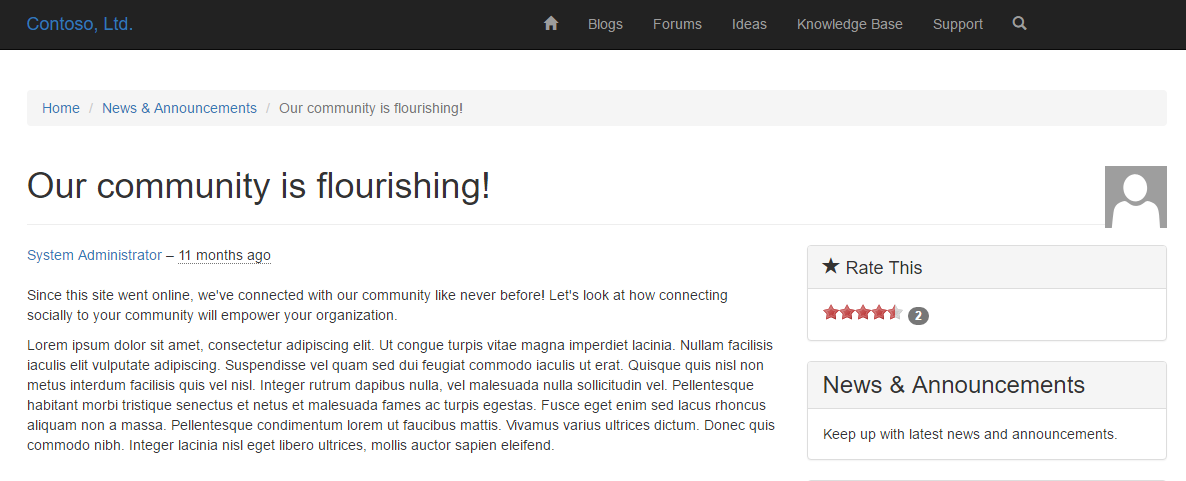 Contoso, Ltd.
Blogs
Forums
Ideas
Knowledge Base
Support
Home / News & Announcements / Our community is flourishing!
Our community is flourishing!
System Administrator – 11 months ago
Since this site went online, we've connected with our community like never before! Let's look at how connecting
socially to your community will empower your organization.
Lorem ipsum dolor sit amet, consectetur adipiscing elit. Ut congue turpis vitae magna imperdiet lacinia. Nullam facilisis
iaculis elit vulputate adipiscing. Suspendisse vel quam sed dui feugiat commodo iaculis ut erat. Quisque quis nisl non
metus interdum facilisis quis vel nisl. Integer rutrum dapibus nulla, vel malesuada nulla sollicitudin vel. Pellentesque
habitant morbi tristique senectus et netus et malesuada fames ac turpis egestas. Fusce eget enim sed lacus rhoncus
aliquam non a massa. Pellentesque condimentum lorem ut faucibus mattis. Vivamus varius ultrices dictum. Donec quis
commodo nibh. Integer lacinia nisl eget libero ultrices, mollis auctor sapien eleifend.
Rate This
2
News & Announcements
Keep up with latest news and announcements.